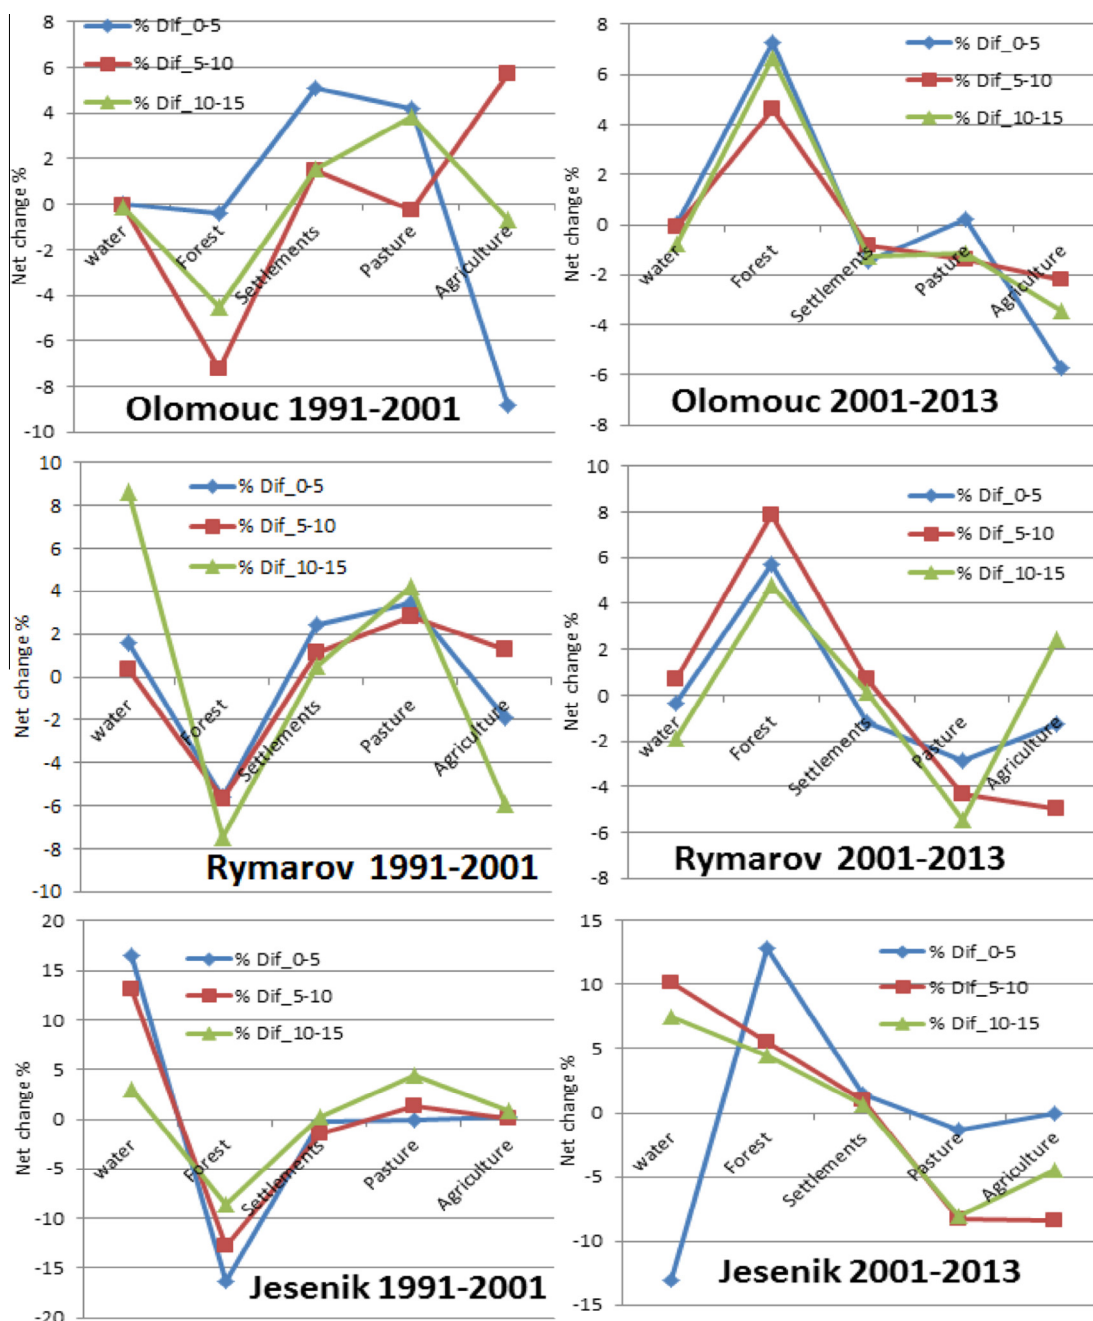 8
% Dif_0-5
6
% Dif_5-10
4
% Dif_10-15
2
0
-2
-4
-6
-8
-10
Net change %
water
Forest
Settlements
Pasture
Agriculture
Olomouc 1991-2001
8
6
4
2
0
-2
-4
-6
-8
Net change %
% Dif_0-5
% Dif_5-10
% Dif_10-15
water
Forest
Settlements
Pasture
Agriculture
Olomouc 2001-2013
10
8
6
4
2
0
-2
-4
-6
-8
-10
Net change %
% Dif_0-5
% Dif_5-10
% Dif_10-15
water
Forest
Settlements
Pasture
Agriculture
Rymarov 1991-2001
10
8
6
4
2
0
-2
-4
-6
-8
Net change %
% Dif_0-5
% Dif_5-10
% Dif_10-15
water
Forest
Settlements
Pasture
Agriculture
Rymarov 2001-2013
20
15
10
5
0
-5
-10
-15
-20
Net change %
% Dif_0-5
% Dif_5-10
% Dif_10-15
water
Forest
Settlements
Pasture
Agriculture
Jesenik 1991-2001
15
10
5
0
-5
-10
-15
Net change %
% Dif_0-5
% Dif_5-10
% Dif_10-15
water
Forest
Settlements
Pasture
Agriculture
Jesenik 2001-2013